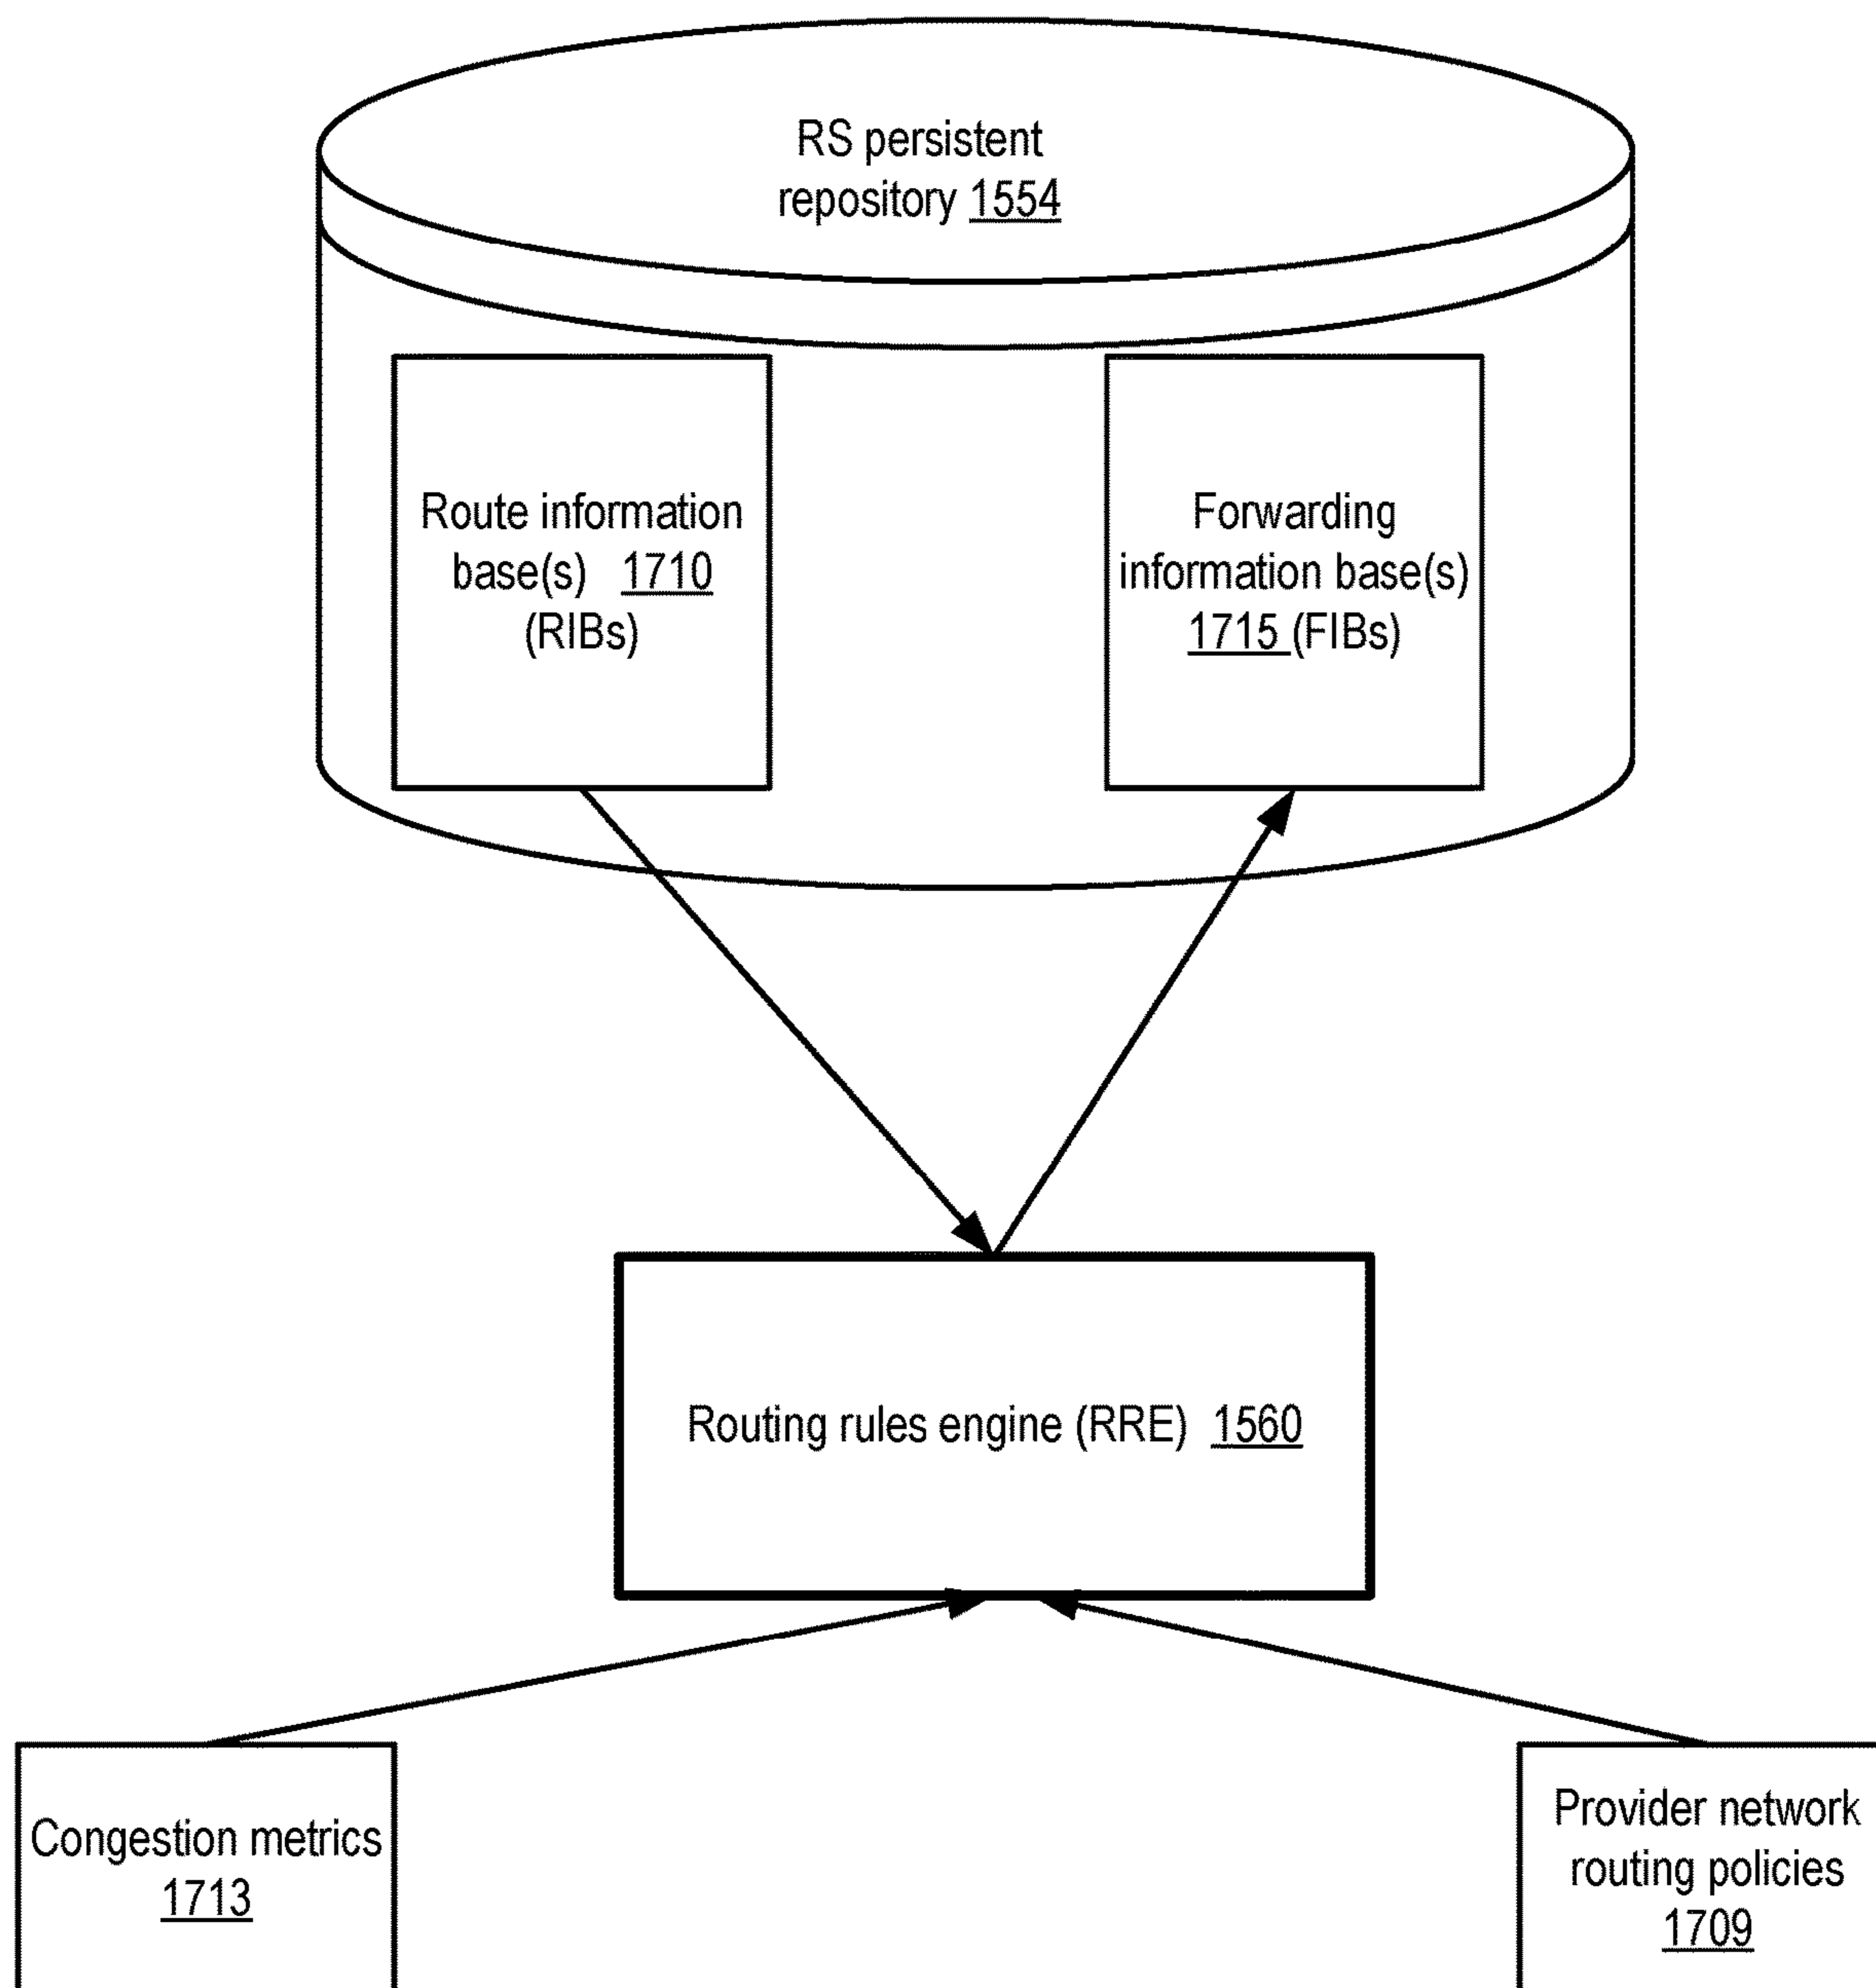 RS persistent
repository 1554
Route information
base(s) 1710
(RIBs)
Forwarding
information base(s)
1715 (FIBs)
Routing rules engine (RRE) 1560
Congestion metrics
1713
Provider network
routing policies
1709